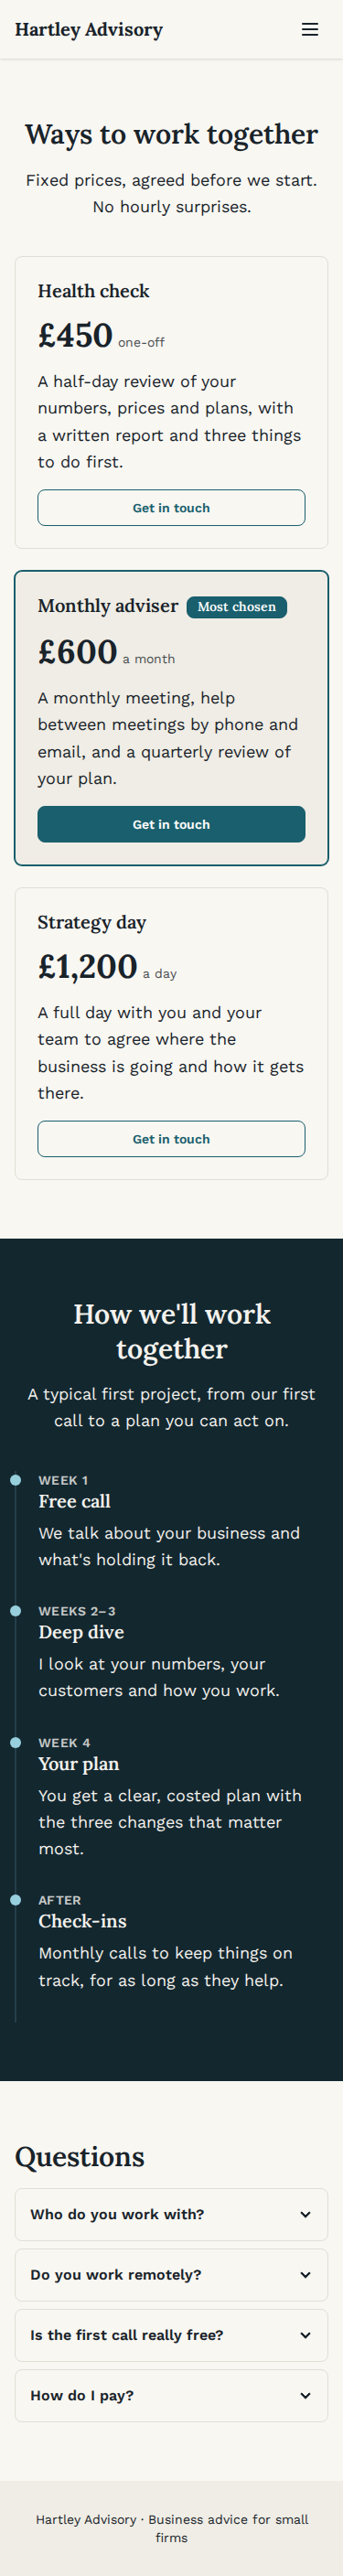 Hartley Advisory
Ways to work together
Fixed prices, agreed before we start.
No hourly surprises.
Health check
£450 one-off
A half-day review of your
numbers, prices and plans, with
a written report and three things
to do first.
Get in touch
Monthly adviser Most chosen
£600 a month
A monthly meeting, help
between meetings by phone and
email, and a quarterly review of
your plan.
Get in touch
Strategy day
£1,200 a day
A full day with you and your
team to agree where the
business is going and how it gets
there.
Get in touch
How we'll work
together
A typical first project, from our first
call to a plan you can act on.
WEEK 1
Free call
We talk about your business and
what's holding it back.
WEEKS 2–3
Deep dive
I look at your numbers, your
customers and how you work.
WEEK 4
Your plan
You get a clear, costed plan with
the three changes that matter
most.
AFTER
Check-ins
Monthly calls to keep things on
track, for as long as they help.
Questions
Who do you work with?
Do you work remotely?
Is the first call really free?
How do I pay?
Hartley Advisory · Business advice for small
firms